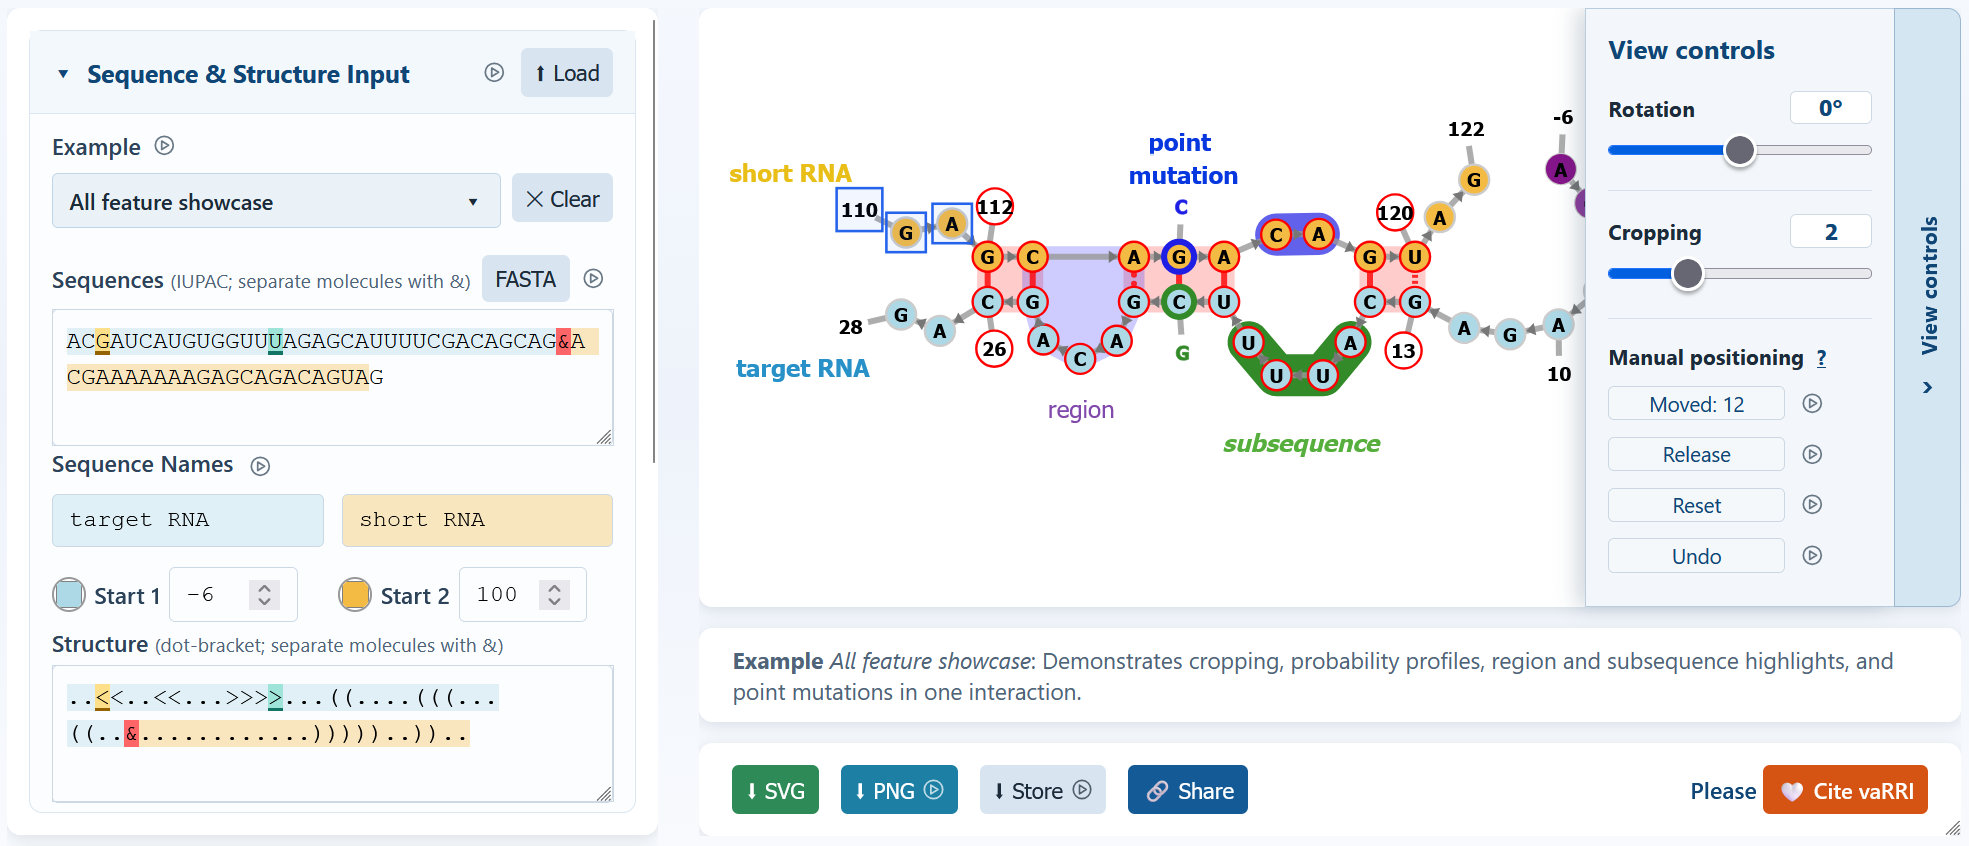 ▼ Sequence & Structure Input
⬆ Load
Example
All feature showcase ▼
✕ Clear
Sequences (IUPAC; separate molecules with &)
FASTA
ACGAUCAUGUGGUUUAGAGCAUUUUCGACAGCAG&A
CGAAAAAAAGAGCAGACAGUAG
Sequence Names
target RNA
short RNA
Start 1
-6
Start 2
100
Structure (dot-bracket; separate molecules with &)
..<<..<<...>>>>...((....(((...
((..&............)))))..))..
short RNA
point
mutation
C
110
G
A
112
G
C
A
G
A
C
A
G
U
120
A
G
122
-6
A
28
G
A
C
G
G
C
U
C
G
A
G
A
26
A
C
A
G
U
U
U
A
13
10
target RNA
region
subsequence
View controls
Rotation
0°
Cropping
2
Manual positioning ?
Moved: 12
Release
Reset
Undo
View controls
Example All feature showcase: Demonstrates cropping, probability profiles, region and subsequence highlights, and
point mutations in one interaction.
⬇ SVG
⬇ PNG
⬇ Store
Share
Please
Cite vaRRI